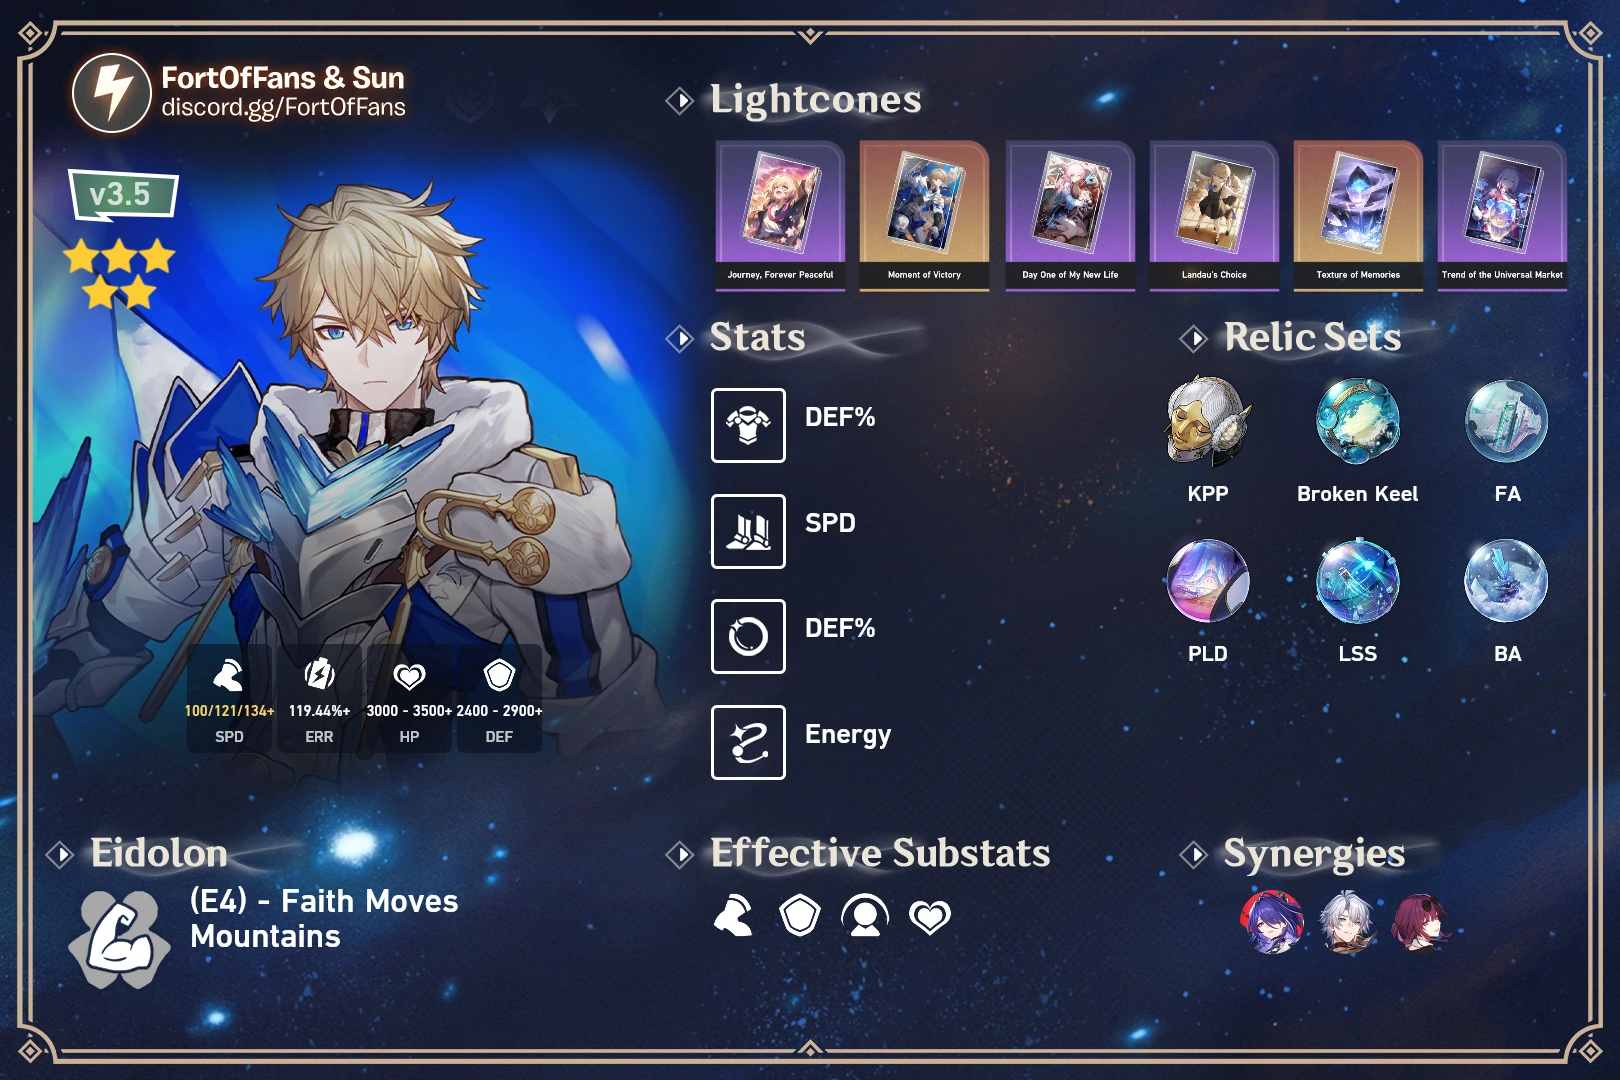 FortOfFans & Sun
discord.gg/FortOfFans
v3.5
100/121/134+
SPD
119.44%+
ERR
3000 - 3500+
HP
2400 - 2900+
DEF
Lightcones
Journey, Forever Peaceful
Moment of Victory
Day One of My New Life
Landau's Choice
Texture of Memories
Trend of the Universal Market
Stats
DEF%
SPD
DEF%
Energy
Relic Sets
KPP
Broken Keel
FA
PLD
LSS
BA
Eidolon
(E4) - Faith Moves
Mountains
Effective Substats
Synergies